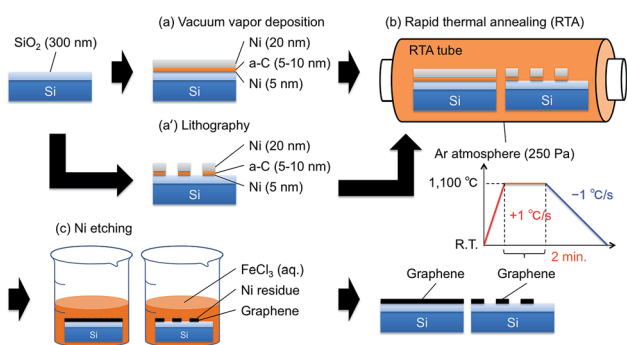 (a) Vacuum vapor deposition
(b) Rapid thermal annealing (RTA)
SiO₂ (300 nm)
Si
Ni (20 nm)
a-C (5-10 nm)
Ni (5 nm)
Si
RTA tube
Si
Si
(a′) Lithography
Ni (20 nm)
a-C (5-10 nm)
Ni (5 nm)
Si
Ar atmosphere (250 Pa)
1,100 ℃
+1 ℃/s
−1 ℃/s
R.T.
2 min.
(c) Ni etching
FeCl₃ (aq.)
Ni residue
Graphene
Si
Si
Graphene
Graphene
Si
Si